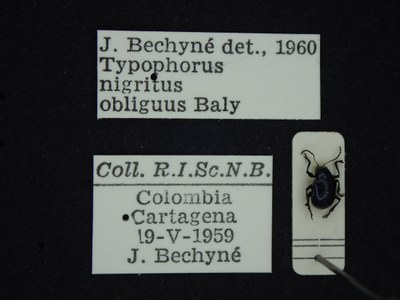 J. Bechyné det., 1960
Typophorus
nigritus
obliguus Baly
Coll. R.I.Sc.N.B.
Colombia
Cartagena
19-V-1959
J. Bechyné